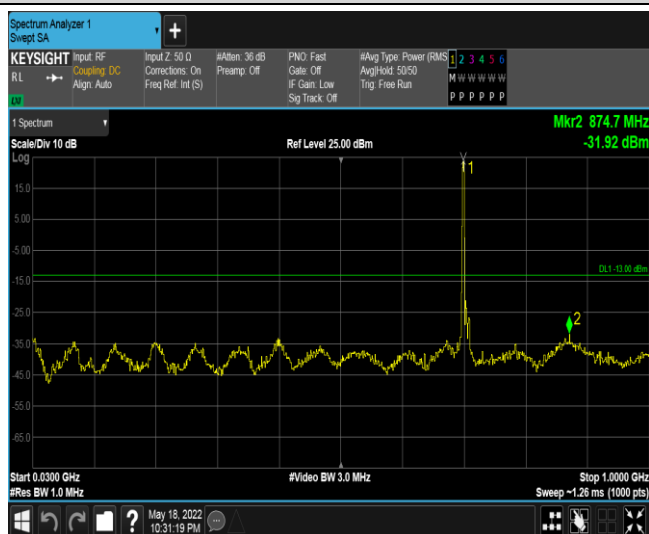 Spectrum Analyzer 1
Swept SA
+
KEYSIGHT
RL
Input: RF
Coupling: DC
Align: Auto
Input Z: 50 Ω
Corrections: On
Freq Ref: Int (S)
#Atten: 36 dB
Preamp: Off
PNO: Fast
Gate: Off
IF Gain: Low
Sig Track: Off
#Avg Type: Power (RMS
Avg|Hold: 50/50
Trig: Free Run
1 2 3 4 5 6
M W W W W W
P P P P P P
1 Spectrum
Mkr2 874.7 MHz
Scale/Div 10 dB
Ref Level 25.00 dBm
-31.92 dBm
Log
1
15.0
5.00
-5.00
DL1 -13.00 dBm
-15.0
-25.0
2
-35.0
-45.0
-55.0
-65.0
Start 0.0300 GHz
#Video BW 3.0 MHz
Stop 1.0000 GHz
#Res BW 1.0 MHz
Sweep ~1.26 ms (1000 pts)
?
May 18, 2022
10:31:19 PM